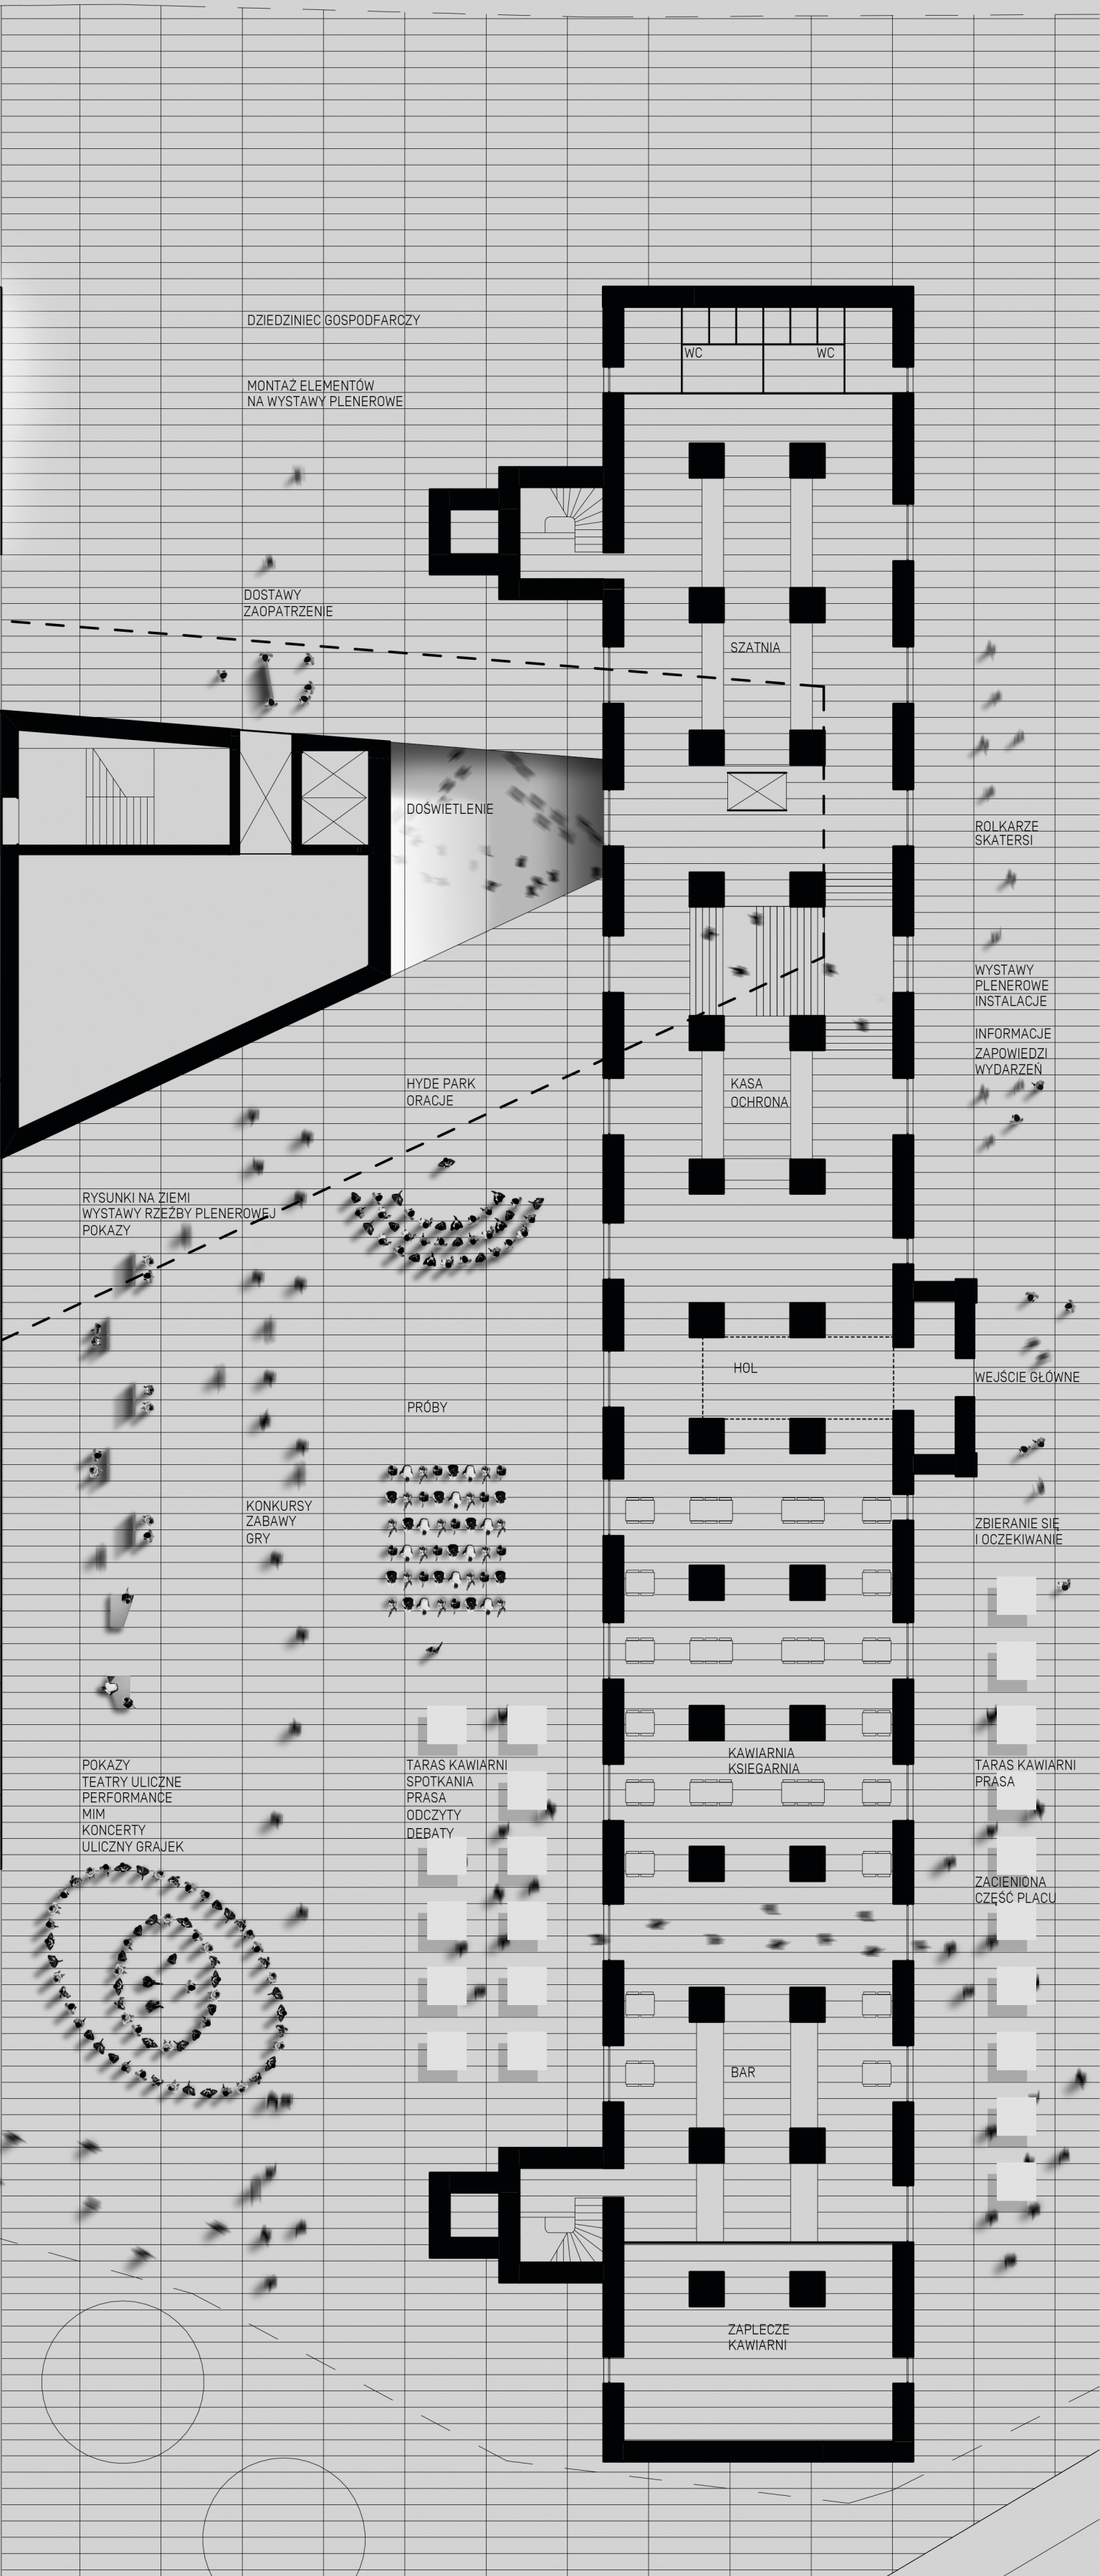 DZIEDZINIEC GOSPODFARCZY
WC
WC
MONTAŻ ELEMENTÓW
NA WYSTAWY PLENEROWE
DOSTAWY
ZAOPATRZENIE
SZATNIA
DOŚWIETLENIE
ROLKARZE
SKATERSI
WYSTAWY
PLENEROWE
INSTALACJE
INFORMACJE
ZAPOWIEDZI
WYDARZEŃ
HYDE PARK
ORACJE
KASA
OCHRONA
RYSUNKI NA ZIEMI
WYSTAWY RZEŹBY PLENEROWEJ
POKAZY
HOL
WEJŚCIE GŁÓWNE
PRÓBY
KONKURSY
ZABAWY
GRY
ZBIERANIE SIĘ
I OCZEKIWANIE
KAWIARNIA
KSIEGARNIA
POKAZY
TEATRY ULICZNE
PERFORMANCE
MIM
KONCERTY
ULICZNY GRAJEK
TARAS KAWIARNI
SPOTKANIA
PRASA
ODCZYTY
DEBATY
TARAS KAWIARNI
PRASA
ZACIENIONA
CZĘŚĆ PLACU
BAR
ZAPLECZE
KAWIARNI